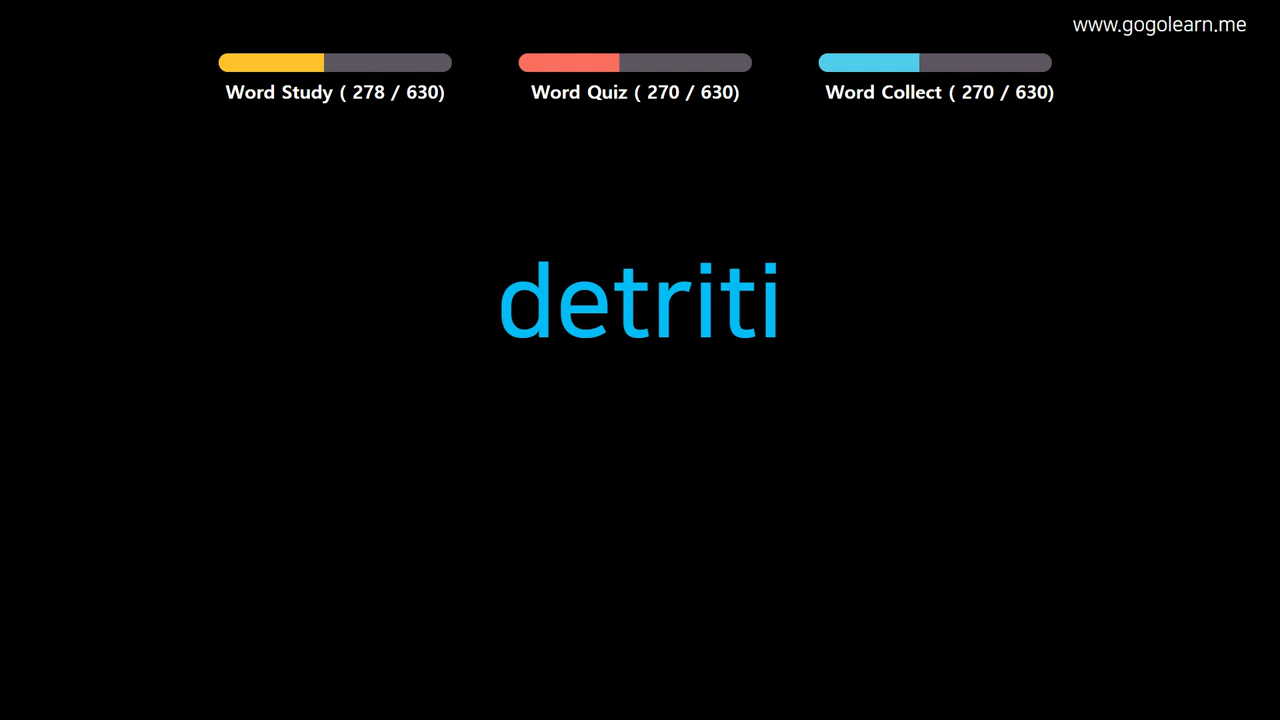 www.gogolearn.me
Word Study ( 278 / 630)
Word Quiz ( 270 / 630)
Word Collect ( 270 / 630)
detriti